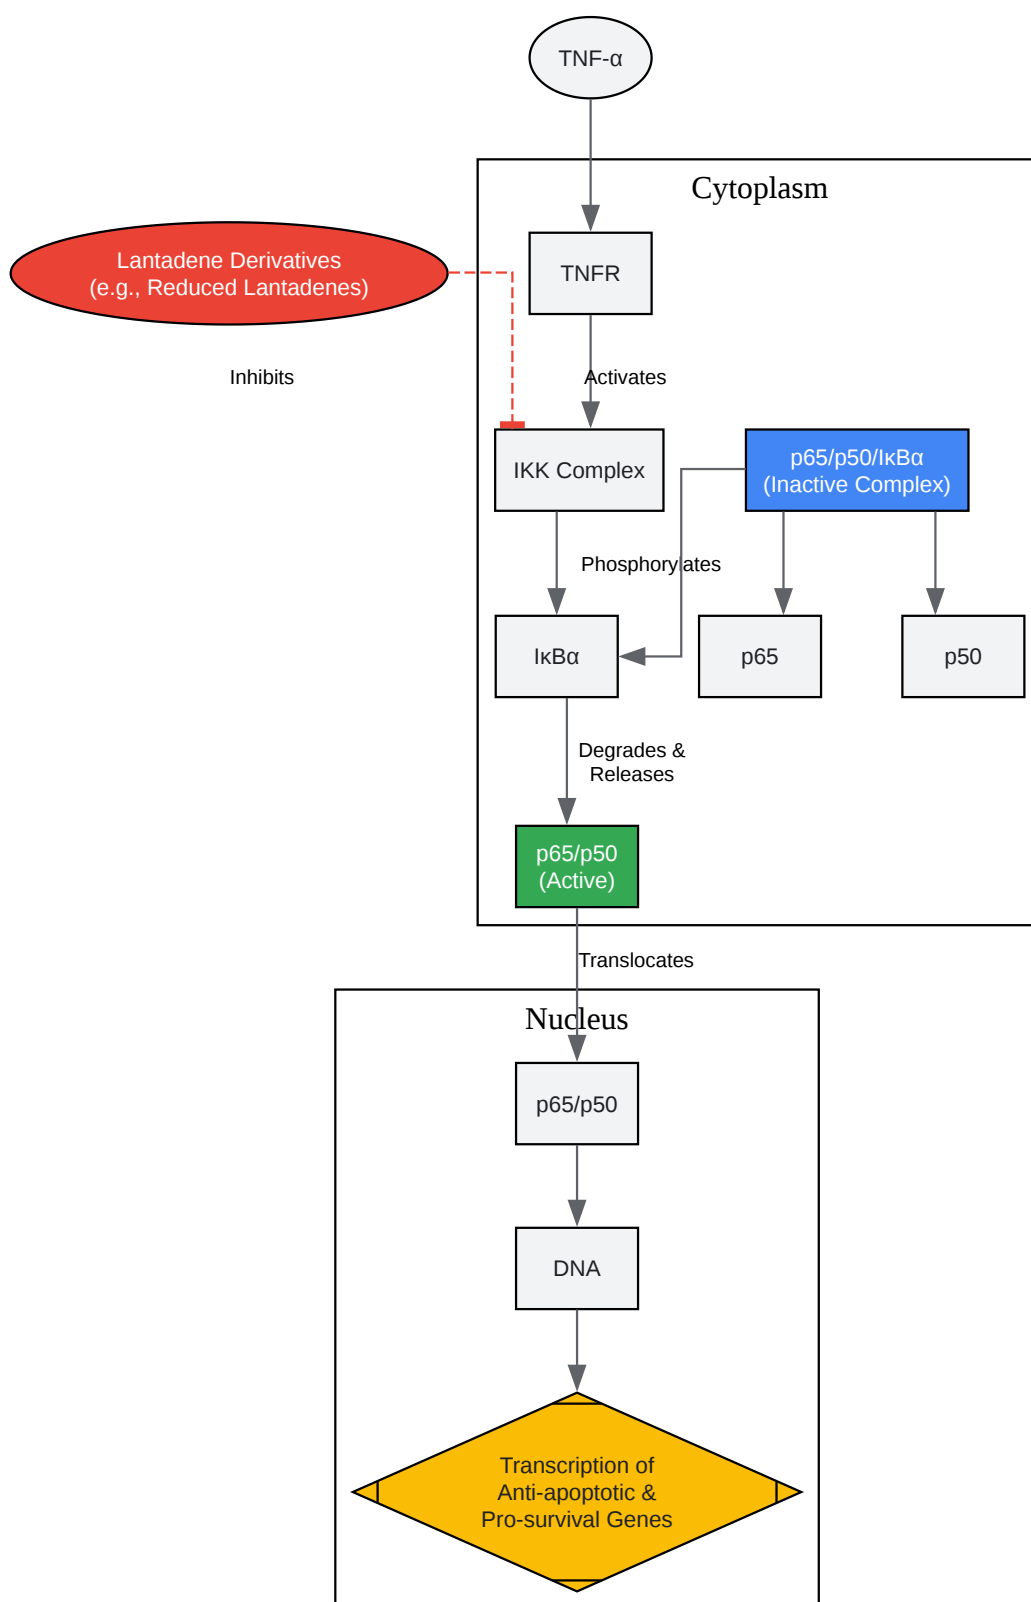 TNF-α
Cytoplasm
TNFR
Lantadene Derivatives
(e.g., Reduced Lantadenes)
Inhibits
Activates
IKK Complex
p65/p50/IκBα
(Inactive Complex)
Phosphorylates
IκBα
p65
p50
Degrades &
Releases
p65/p50
(Active)
Translocates
Nucleus
p65/p50
DNA
Transcription of
Anti-apoptotic &
Pro-survival Genes